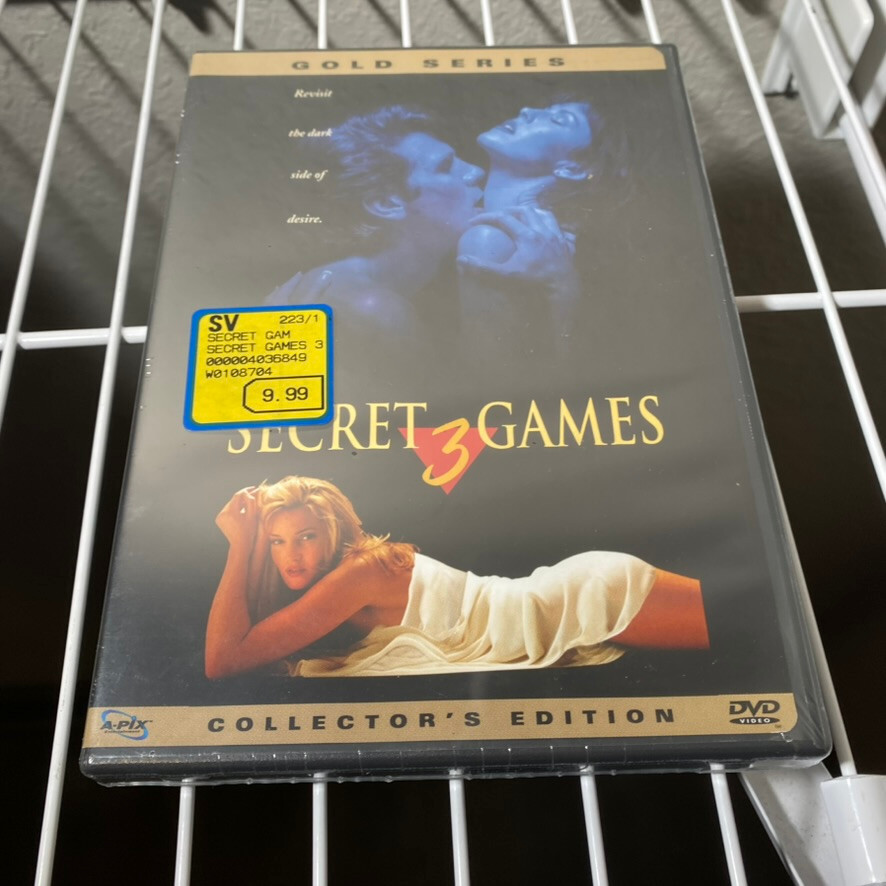 GOLD SERIES
Revisit
the dark
side of
desire.
SV 223/1
SECRET GAM
SECRET GAMES 3
000004036849
W0108704
9.99
SECRET 3 GAMES
A-PIX
COLLECTOR'S EDITION
DVD
VIDEO